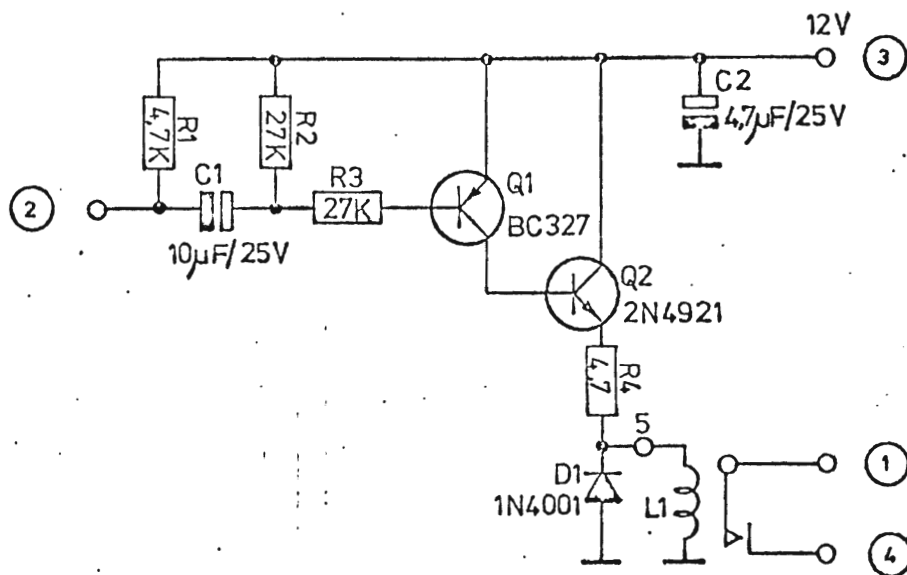 12V
3
C2
4,7µF/25V
R1
4,7K
R2
27K
C1
10µF/25V
R3
27K
2
Q1
BC327
Q2
2N4921
R4
4,7
5
D1
1N4001
L1
1
4